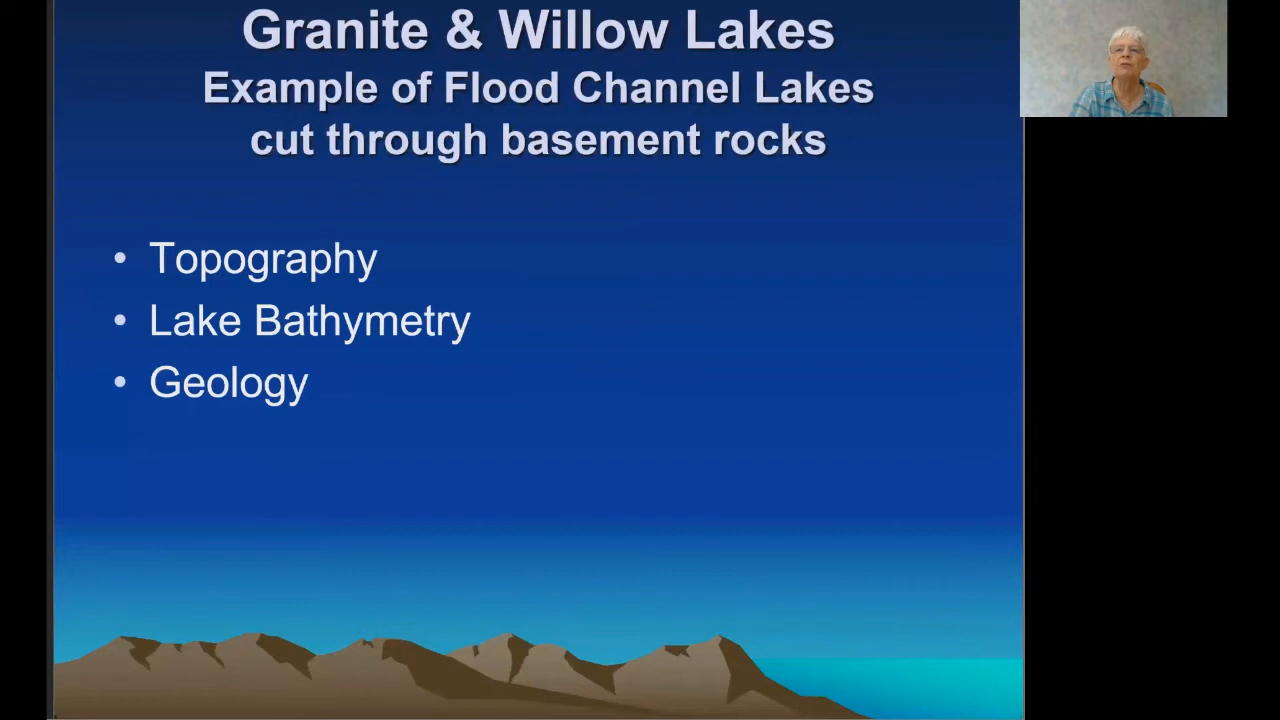 Granite & Willow Lakes
Example of Flood Channel Lakes
cut through basement rocks
• Topography
• Lake Bathymetry
• Geology